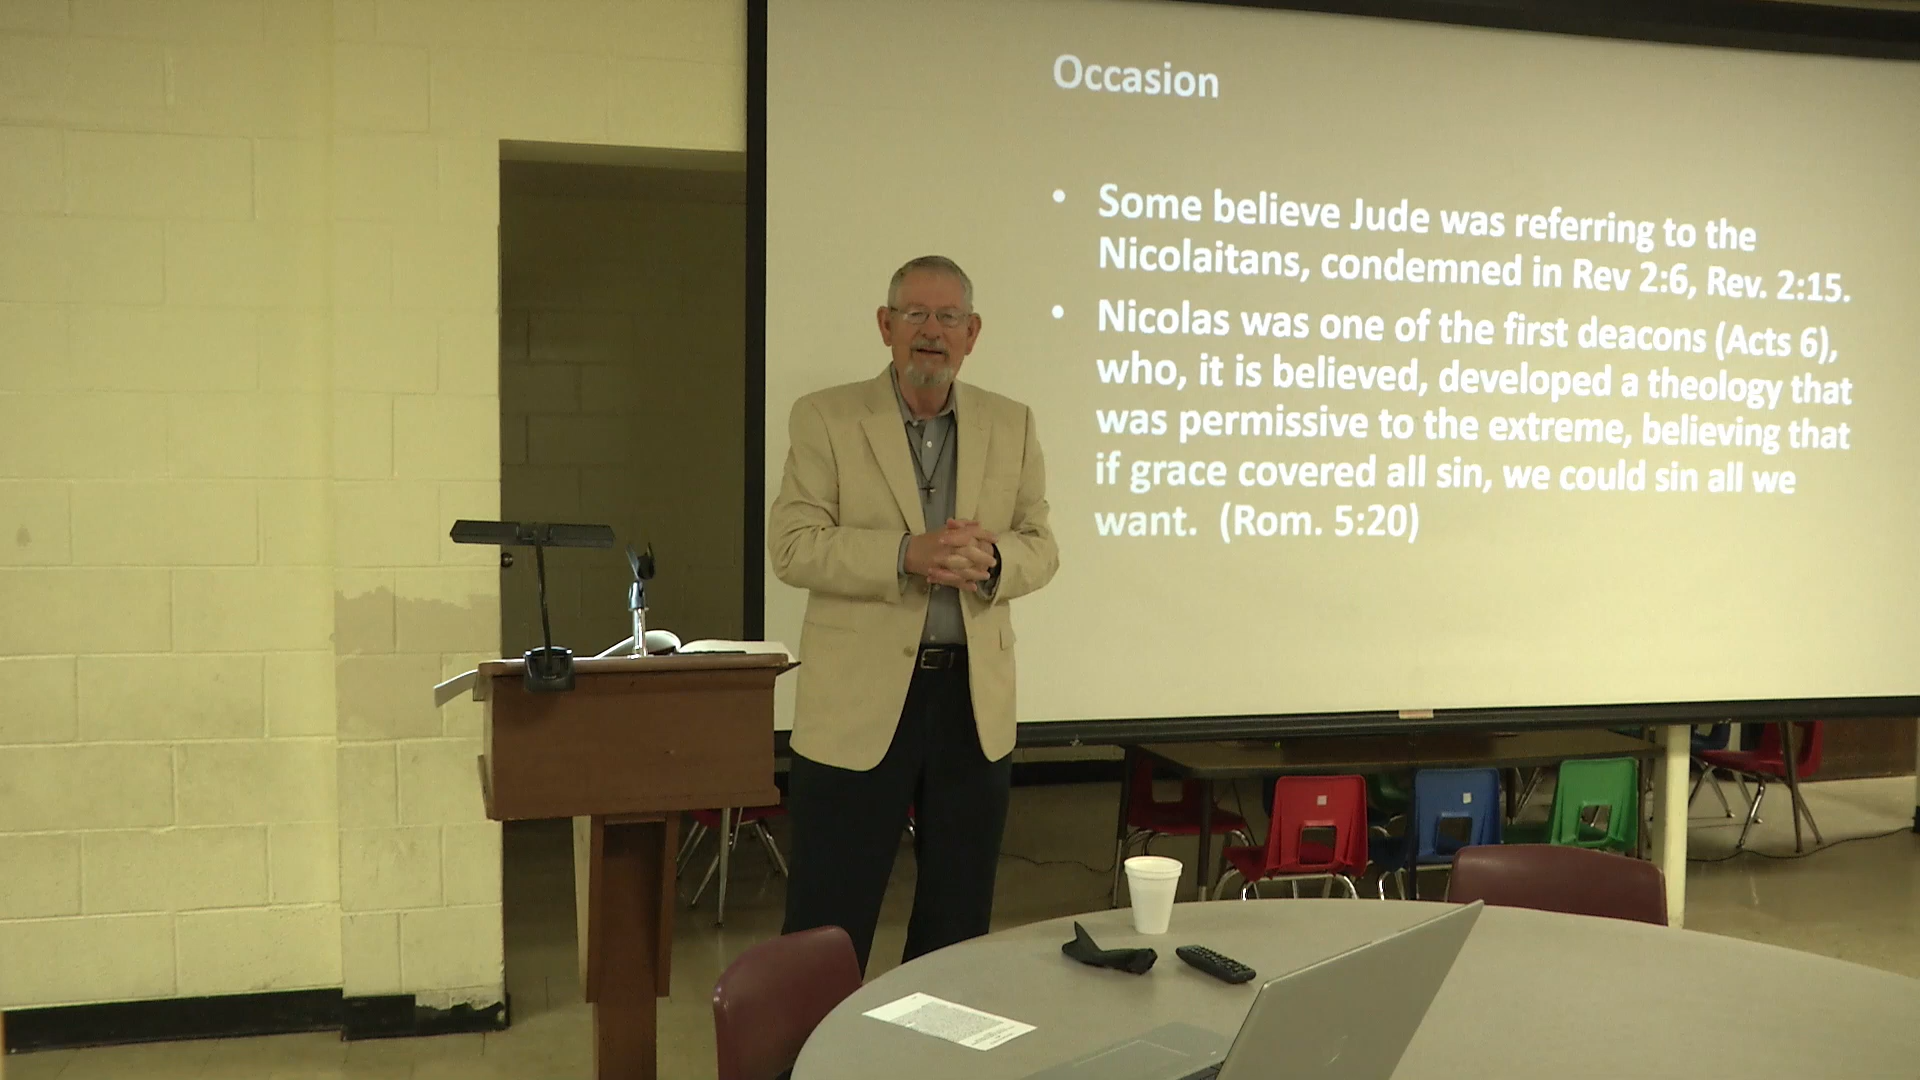 Occasion
• Some believe Jude was referring to the
Nicolaitans, condemned in Rev 2:6, Rev. 2:15.
• Nicolas was one of the first deacons (Acts 6),
who, it is believed, developed a theology that
was permissive to the extreme, believing that
if grace covered all sin, we could sin all we
want. (Rom. 5:20)